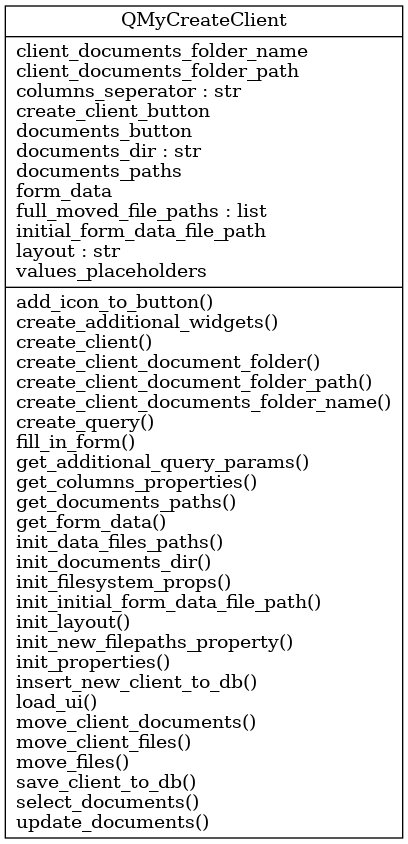 QMyCreateClient
client_documents_folder_name
client_documents_folder_path
columns_seperator : str
create_client_button
documents_button
documents_dir : str
documents_paths
form_data
full_moved_file_paths : list
initial_form_data_file_path
layout : str
values_placeholders
add_icon_to_button()
create_additional_widgets()
create_client()
create_client_document_folder()
create_client_document_folder_path()
create_client_documents_folder_name()
create_query()
fill_in_form()
get_additional_query_params()
get_columns_properties()
get_documents_paths()
get_form_data()
init_data_files_paths()
init_documents_dir()
init_filesystem_props()
init_initial_form_data_file_path()
init_layout()
init_new_filepaths_property()
init_properties()
insert_new_client_to_db()
load_ui()
move_client_documents()
move_client_files()
move_files()
save_client_to_db()
select_documents()
update_documents()